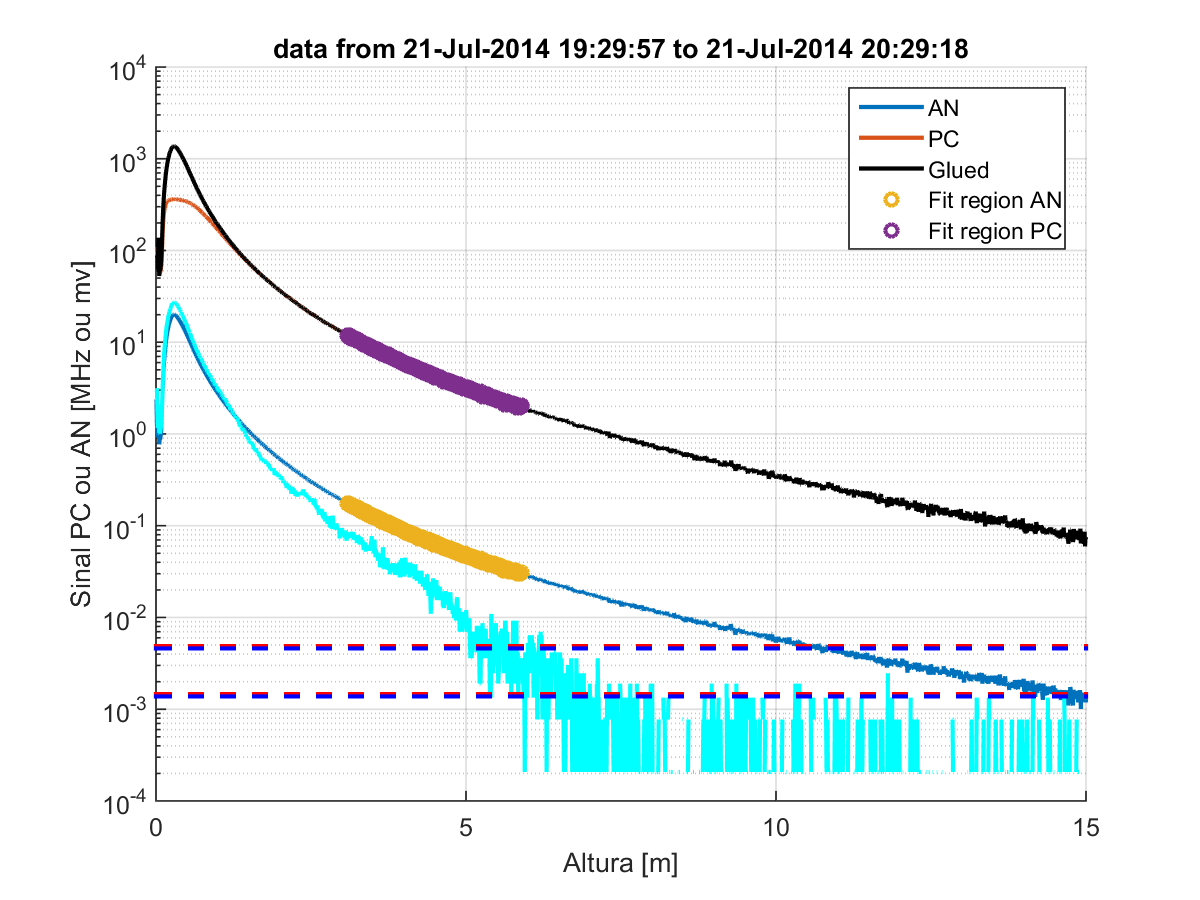 data from 21-Jul-2014 19:29:57 to 21-Jul-2014 20:29:18
10^4
10^3
10^2
10^1
10^0
10^-1
10^-2
10^-3
10^-4
Sinal PC ou AN [MHz ou mv]
AN
PC
Glued
Fit region AN
Fit region PC
0 5 10 15
Altura [m]